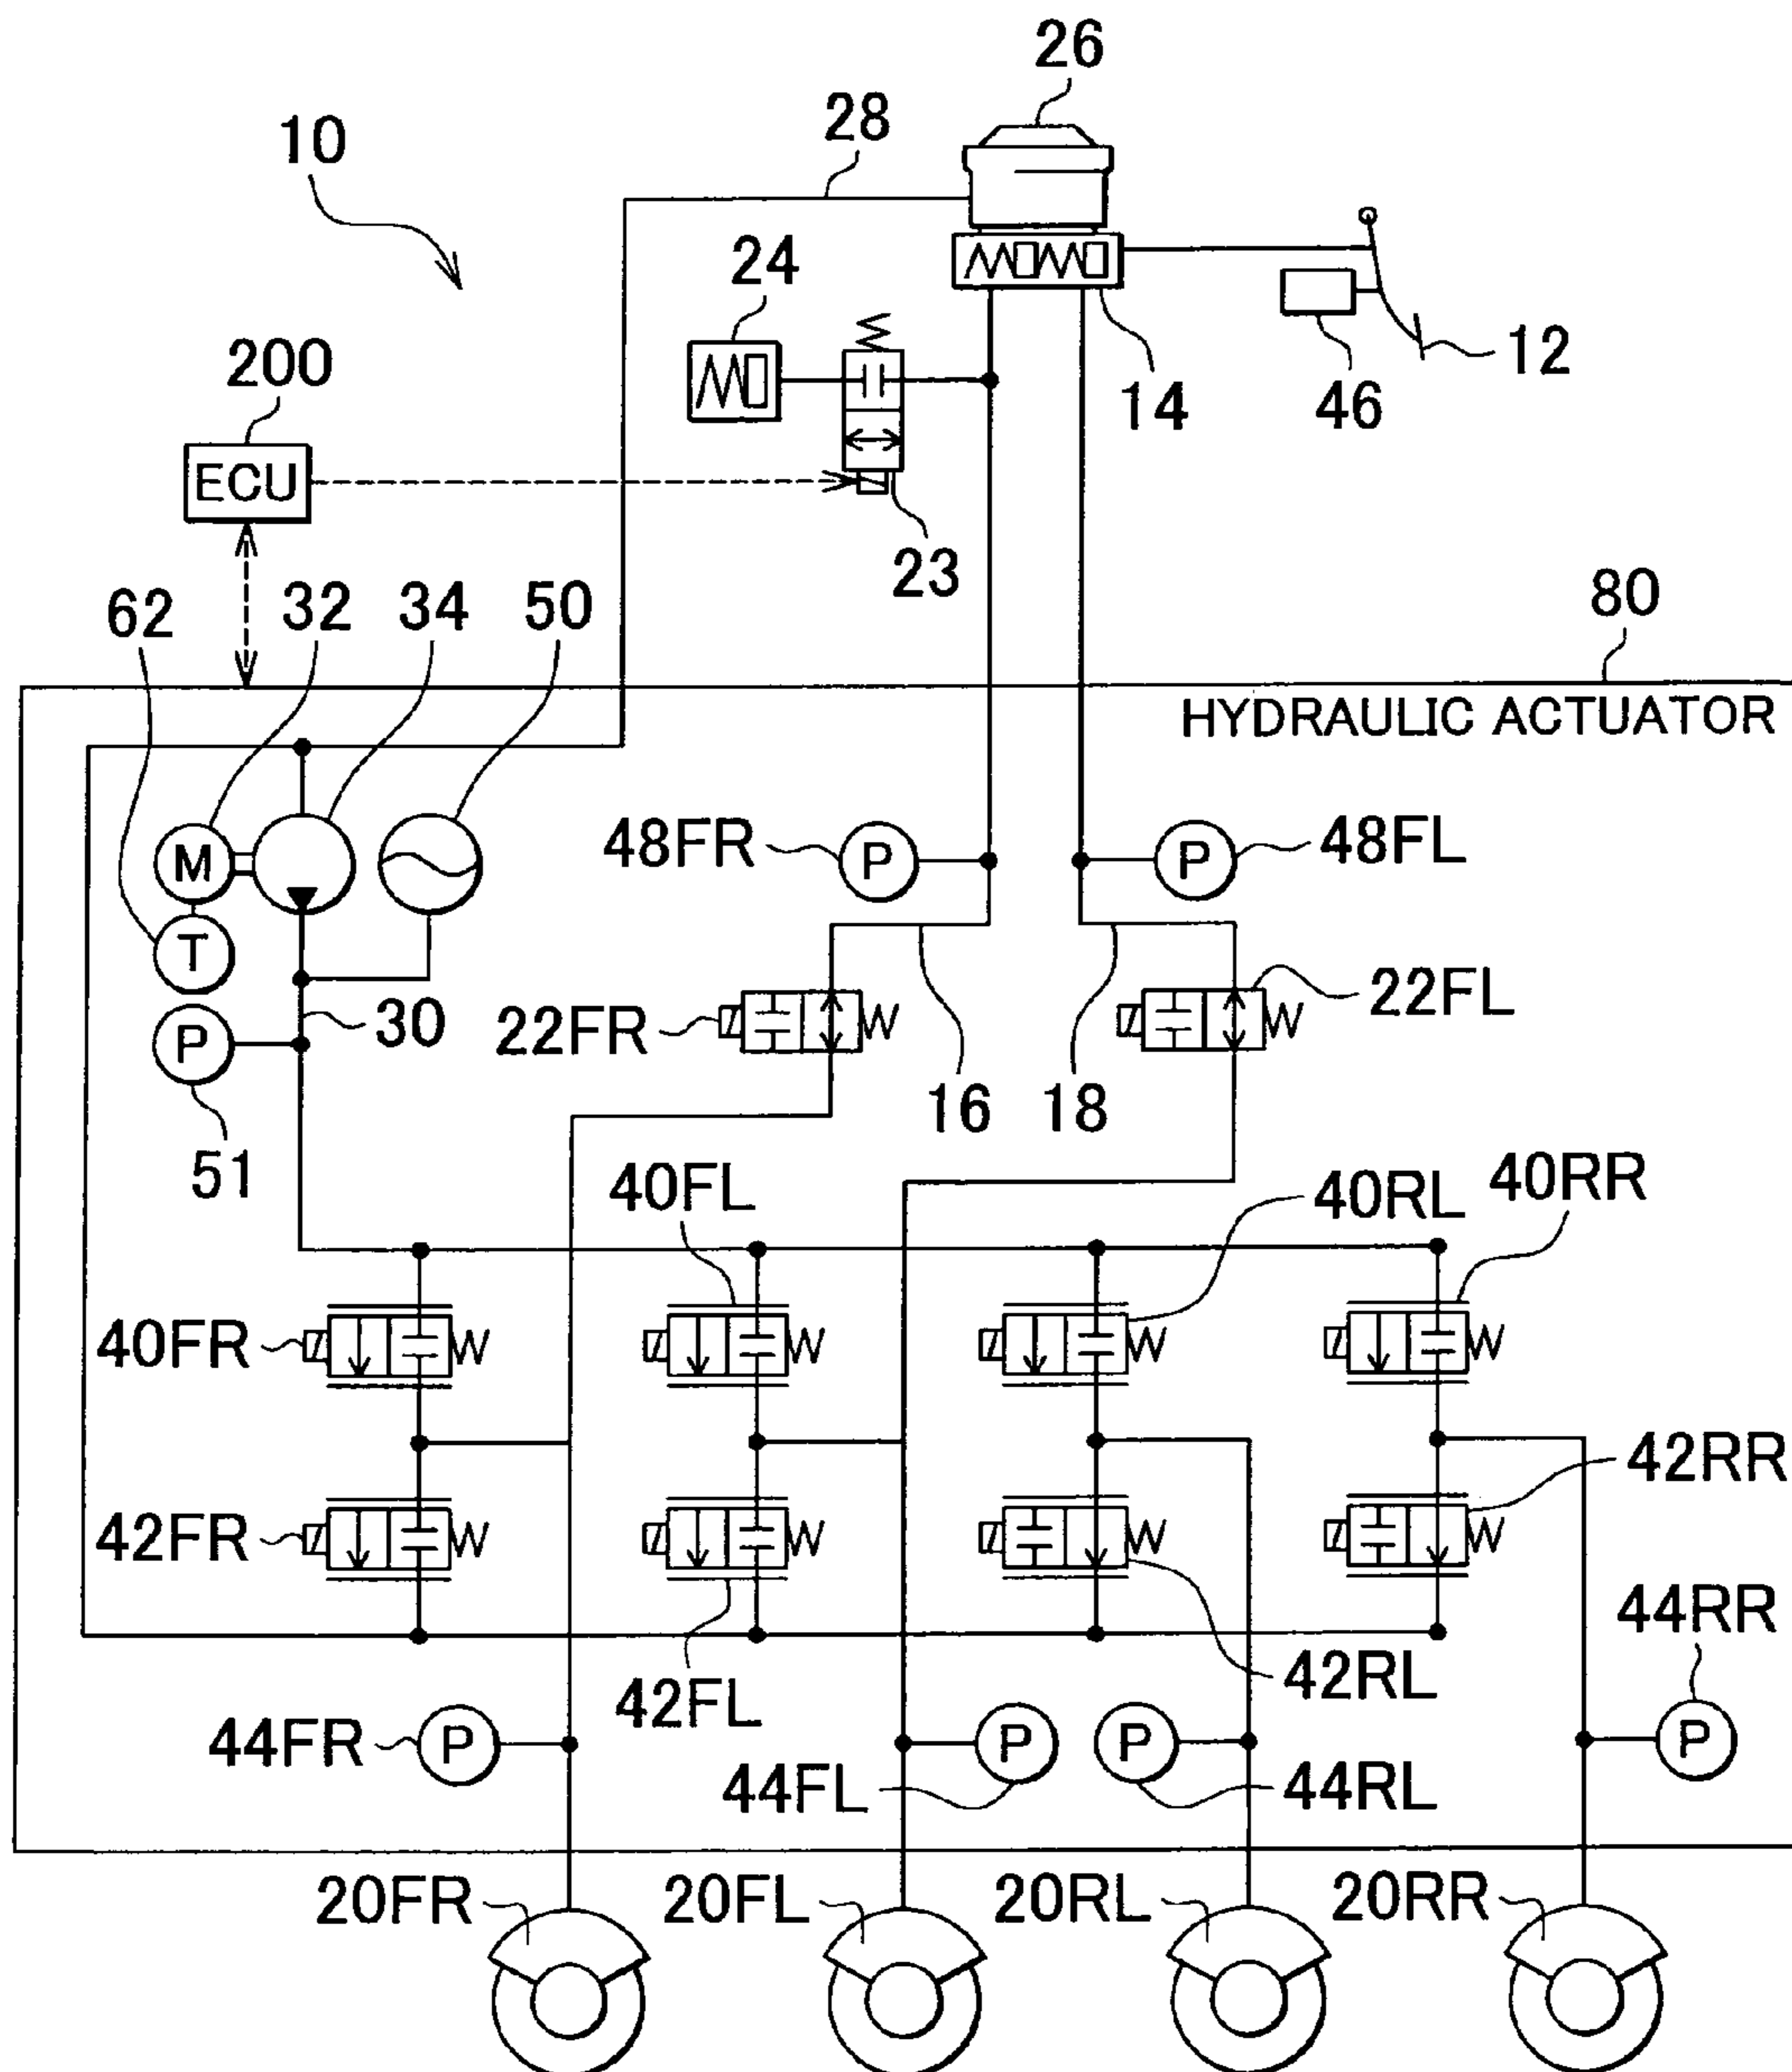 26
28
10
24
200
ECU
14
46
12
23
62
32
34
50
80
HYDRAULIC ACTUATOR
48FR
P
P
48FL
M
T
30
22FR
22FL
P
16
18
51
40FL
40RL
40RR
40FR
42FR
42RR
44RR
42FL
42RL
44FR
P
P
P
P
44FL
44RL
20FR
20FL
20RL
20RR